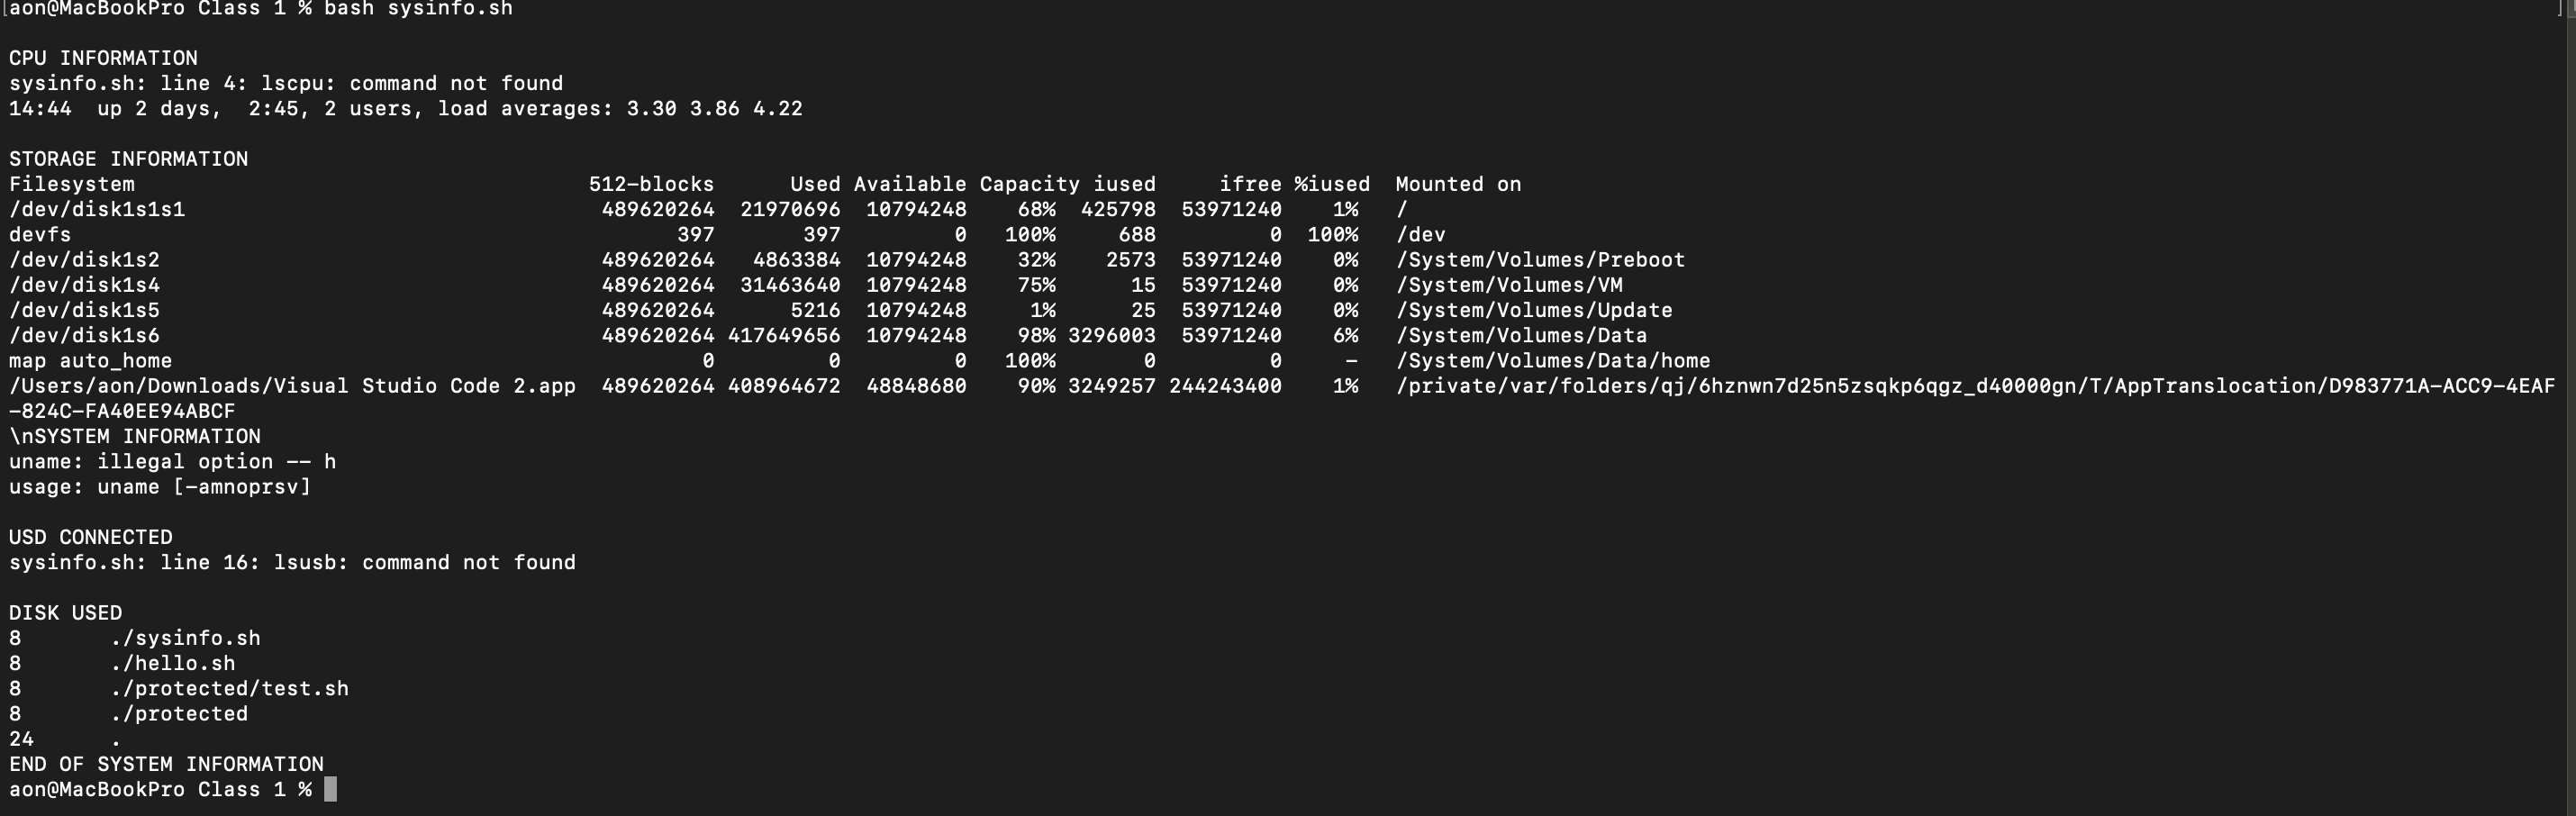 [aon@MacBookPro Class 1 % bash sysinfo.sh ]
CPU INFORMATION
sysinfo.sh: line 4: lscpu: command not found
14:44  up 2 days,  2:45, 2 users, load averages: 3.30 3.86 4.22
STORAGE INFORMATION
Filesystem 512-blocks Used Available Capacity iused ifree %iused Mounted on
/dev/disk1s1s1 489620264 21970696 10794248 68% 425798 53971240 1% /
devfs 397 397 0 100% 688 0 100% /dev
/dev/disk1s2 489620264 4863384 10794248 32% 2573 53971240 0% /System/Volumes/Preboot
/dev/disk1s4 489620264 31463640 10794248 75% 15 53971240 0% /System/Volumes/VM
/dev/disk1s5 489620264 5216 10794248 1% 25 53971240 0% /System/Volumes/Update
/dev/disk1s6 489620264 417649656 10794248 98% 3296003 53971240 6% /System/Volumes/Data
map auto_home 0 0 0 100% 0 0 - /System/Volumes/Data/home
/Users/aon/Downloads/Visual Studio Code 2.app 489620264 408964672 48848680 90% 3249257 244243400 1% /private/var/folders/qj/6hznwn7d25n5zsqkp6qgz_d40000gn/T/AppTranslocation/D983771A-ACC9-4EAF
-824C-FA40EE94ABCF
\nSYSTEM INFORMATION
uname: illegal option -- h
usage: uname [-amnoprsv]
USD CONNECTED
sysinfo.sh: line 16: lsusb: command not found
DISK USED
8 ./sysinfo.sh
8 ./hello.sh
8 ./protected/test.sh
8 ./protected
24 .
END OF SYSTEM INFORMATION
aon@MacBookPro Class 1 %